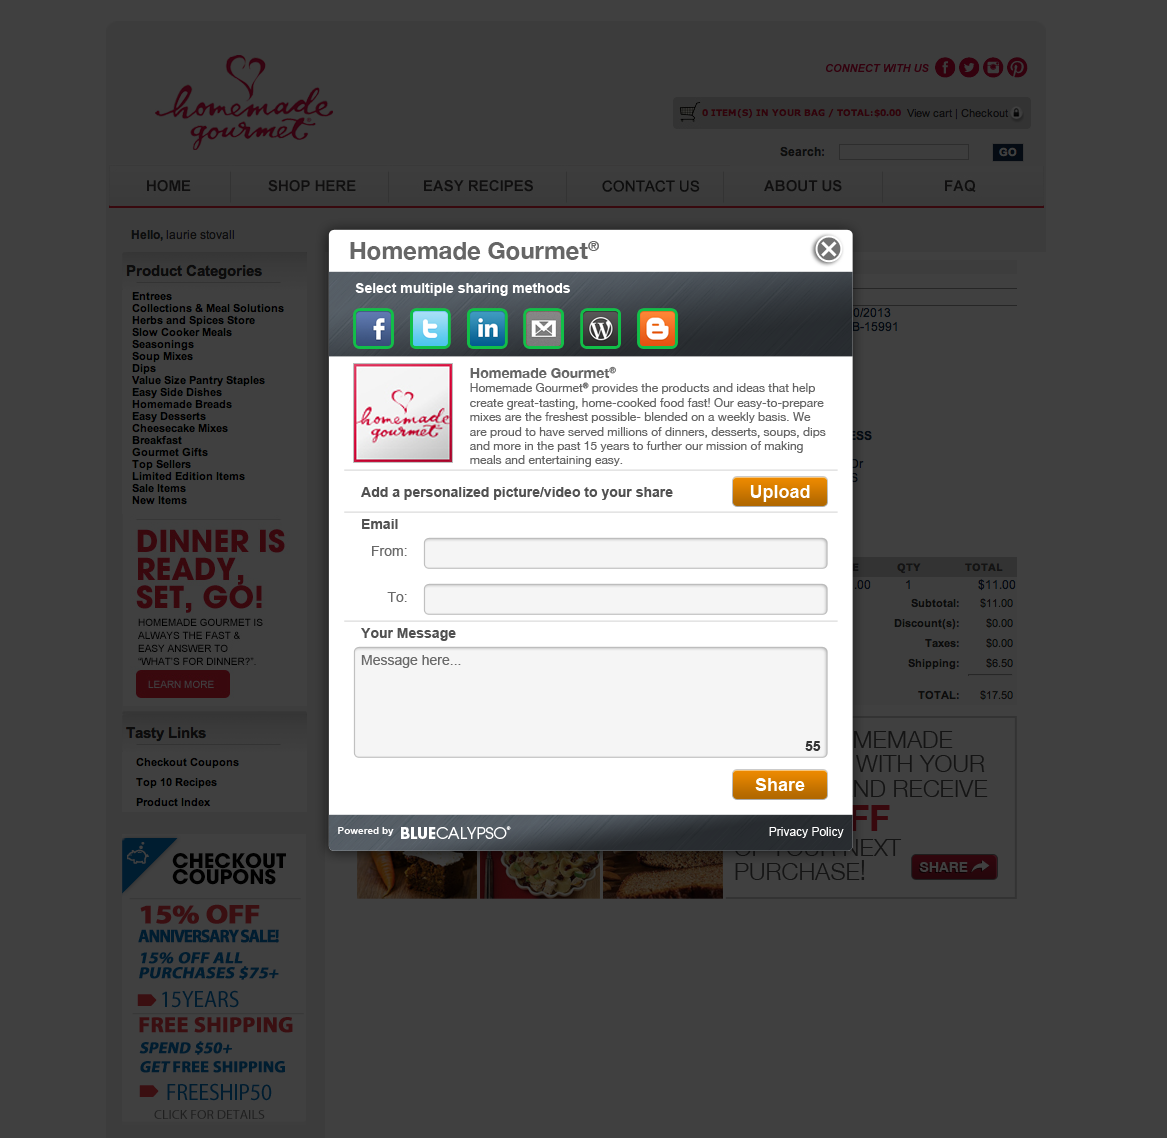 homemade
gourmet®
CONNECT WITH US
0 ITEM(S) IN YOUR BAG / TOTAL:$0.00 View cart | Checkout
Search: GO
HOME SHOP HERE EASY RECIPES CONTACT US ABOUT US FAQ
Hello, laurie stovall
Product Categories
Entrees
Collections & Meal Solutions
Herbs and Spices Store
Slow Cooker Meals
Seasonings
Soup Mixes
Dips
Value Size Pantry Staples
Easy Side Dishes
Homemade Breads
Easy Desserts
Cheesecake Mixes
Breakfast
Gourmet Gifts
Top Sellers
Limited Edition Items
Sale Items
New Items
DINNER IS
READY,
SET, GO!
HOMEMADE GOURMET IS
ALWAYS THE FAST &
EASY ANSWER TO
“WHAT'S FOR DINNER?”.
LEARN MORE
Tasty Links
Checkout Coupons
Top 10 Recipes
Product Index
CHECKOUT
COUPONS
15% OFF
ANNIVERSARY SALE!
15% OFF ALL
PURCHASES $75+
15YEARS
FREE SHIPPING
SPEND $50+
GET FREE SHIPPING
FREESHIP50
CLICK FOR DETAILS
Homemade Gourmet®
Select multiple sharing methods
f t in W B
homemade
gourmet
Homemade Gourmet®
Homemade Gourmet® provides the products and ideas that help
create great-tasting, home-cooked food fast! Our easy-to-prepare
mixes are the freshest possible- blended on a weekly basis. We
are proud to have served millions of dinners, desserts, soups, dips
and more in the past 15 years to further our mission of making
meals and entertaining easy.
Add a personalized picture/video to your share Upload
Email
From:
To:
Your Message
Message here...
55
Share
Powered by BLUECALYPSO® Privacy Policy
0/2013
B-15991
ESS
Dr
S
E QTY TOTAL
.00 1 $11.00
Subtotal: $11.00
Discount(s): $0.00
Taxes: $0.00
Shipping: $6.50
TOTAL: $17.50
MEMADE
WITH YOUR
ND RECEIVE
FF
OF YOUR NEXT
PURCHASE!
SHARE